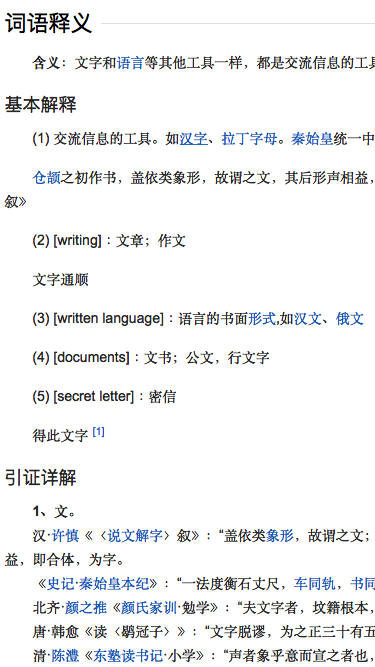 词语释义
含义：文字和语言等其他工具一样，都是交流信息的工具
基本解释
(1) 交流信息的工具。如汉字、拉丁字母。秦始皇统一中
仓颉之初作书，盖依类象形，故谓之文，其后形声相益，
叙》
(2) [writing]：文章；作文
文字通顺
(3) [written language]：语言的书面形式,如汉文、俄文
(4) [documents]：文书；公文，行文字
(5) [secret letter]：密信
得此文字 [1]
引证详解
1、文。
汉·许慎《〈说文解字〉叙》：“盖依类象形，故谓之文；
益，即合体，为字。
《史记·秦始皇本纪》：“一法度衡石丈尺，车同轨，书同
北齐·颜之推《颜氏家训·勉学》：“夫文字者，坟籍根本，
唐·韩愈《读〈鹖冠子〉》：“文字脱谬，为之正三十有五
清·陈澧《东塾读书记·小学》：“声者象乎意而宣之者也，